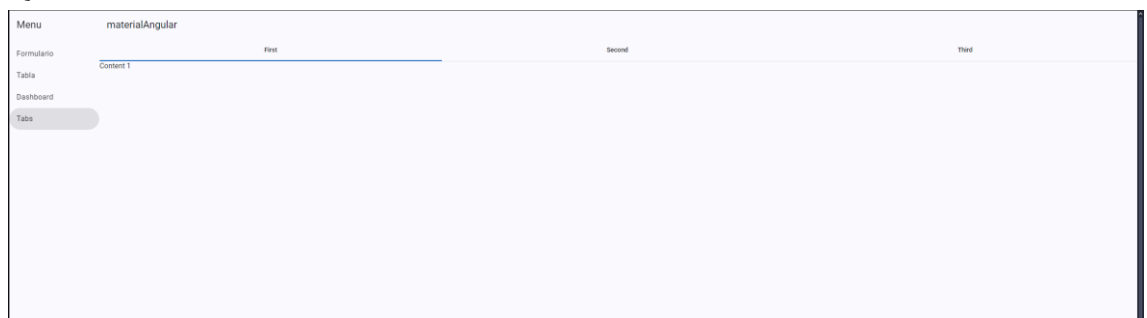 Menu
materialAngular
Formulario
Tabla
Dashboard
Tabs
First
Second
Third
Content 1